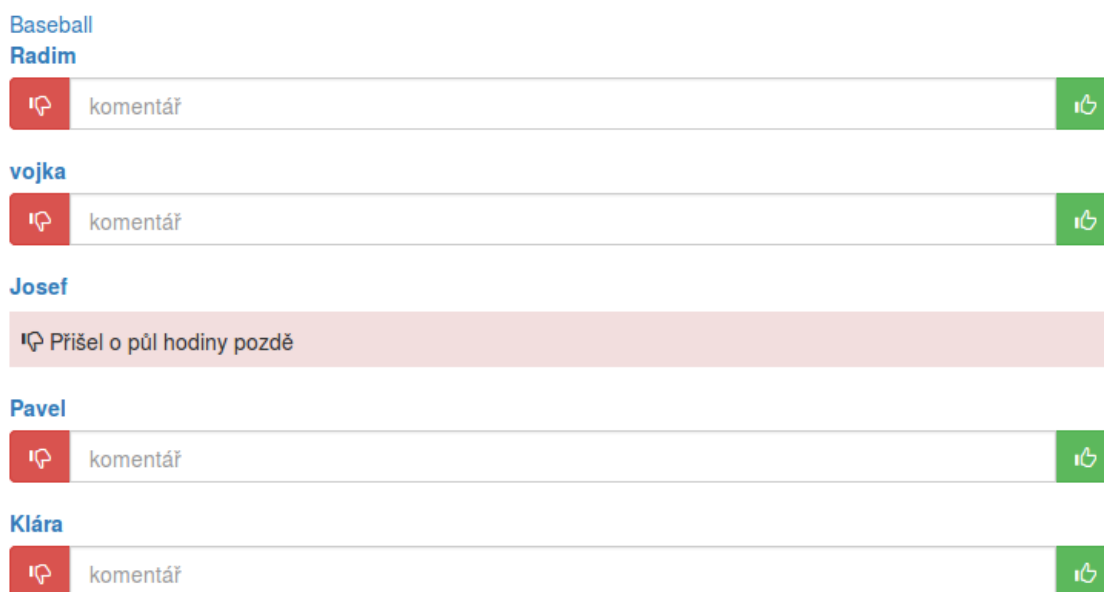 Baseball
Radim
komentář
vojka
komentář
Josef
Přišel o půl hodiny pozdě
Pavel
komentář
Klára
komentář